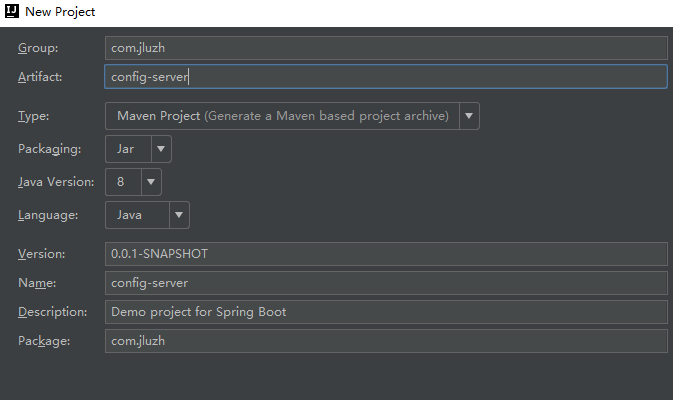 IJ New Project
Group: com.jluzh
Artifact: config-server
Type: Maven Project (Generate a Maven based project archive)
Packaging: Jar
Java Version: 8
Language: Java
Version: 0.0.1-SNAPSHOT
Name: config-server
Description: Demo project for Spring Boot
Package: com.jluzh